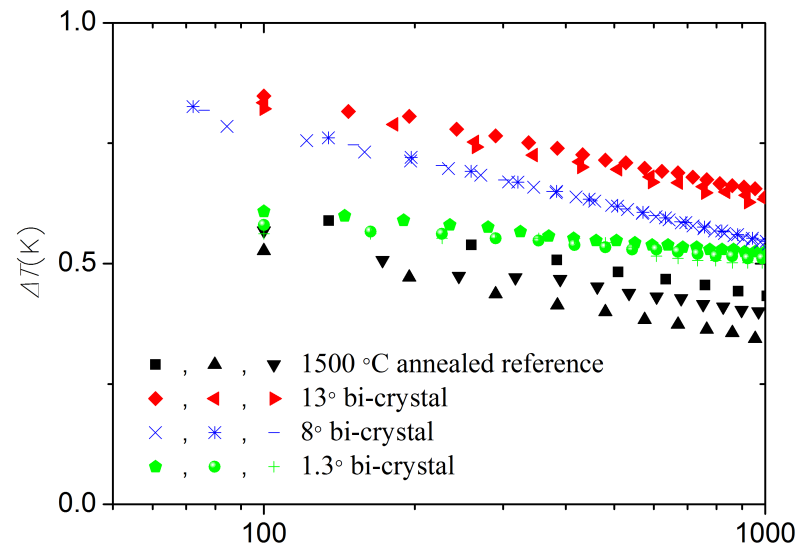 1.0
ΔT(K)
0.5
, , 1500 °C annealed reference
, , 13° bi-crystal
, , 8° bi-crystal
, , 1.3° bi-crystal
0.0
100 1000